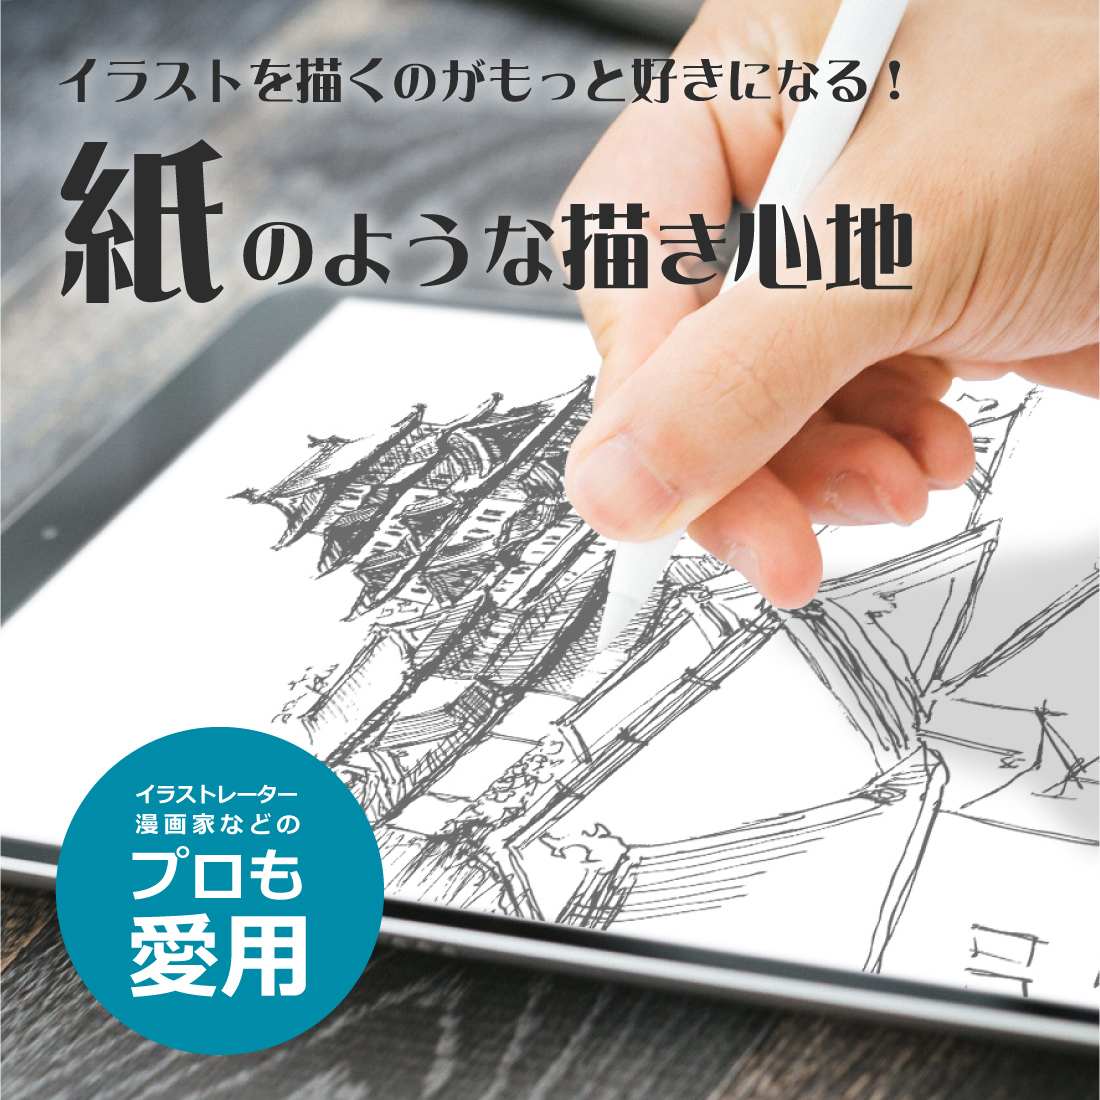 イラストを描くのがもっと好きになる！
紙のような描き心地
イラストレーター
漫画家などの
プロも
愛用